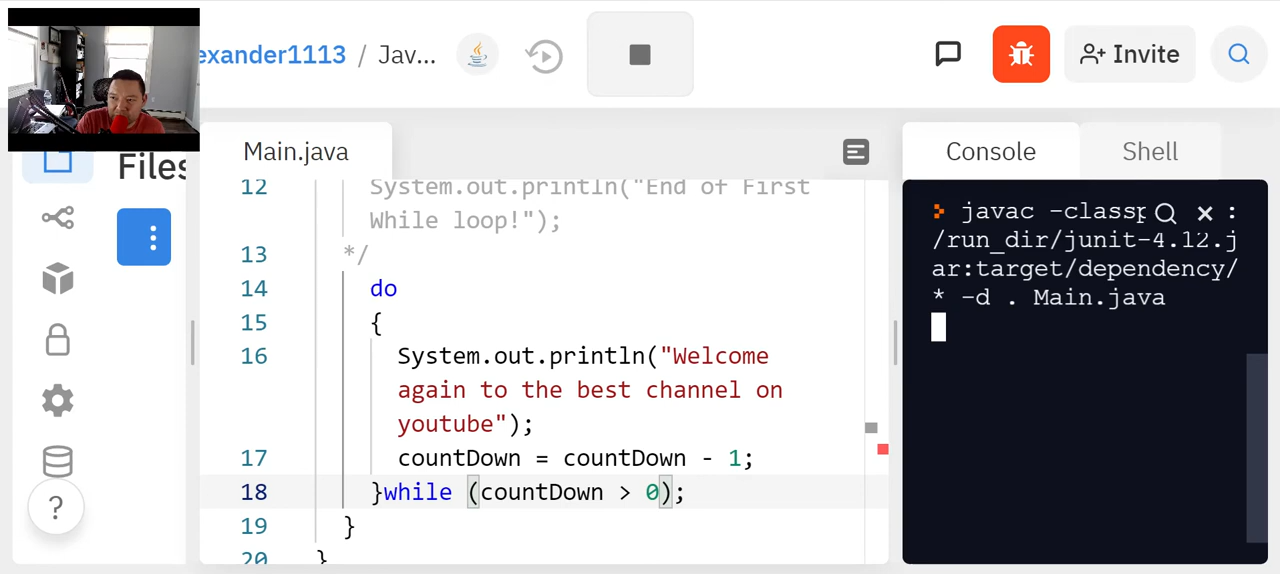 exander1113 / Jav...
Invite
Files
Main.java
Console
Shell
12 System.out.println("End of First
While loop!");
13 */
14 do
15 {
16 System.out.println("Welcome
again to the best channel on
youtube");
17 countDown = countDown - 1;
18 }while (countDown > 0);
19 }
20 }
javac -classp :
/run_dir/junit-4.12.j
ar:target/dependency/
* -d . Main.java
?